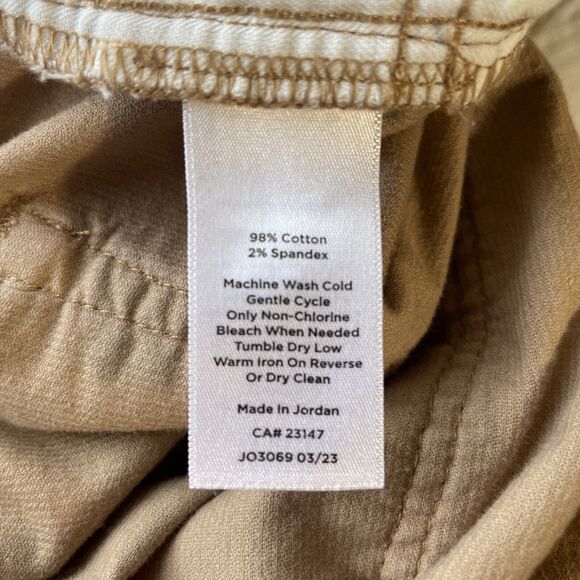 98% Cotton
2% Spandex
Machine Wash Cold
Gentle Cycle
Only Non-Chlorine
Bleach When Needed
Tumble Dry Low
Warm Iron On Reverse
Or Dry Clean
Made In Jordan
CA# 23147
JO3069 03/23